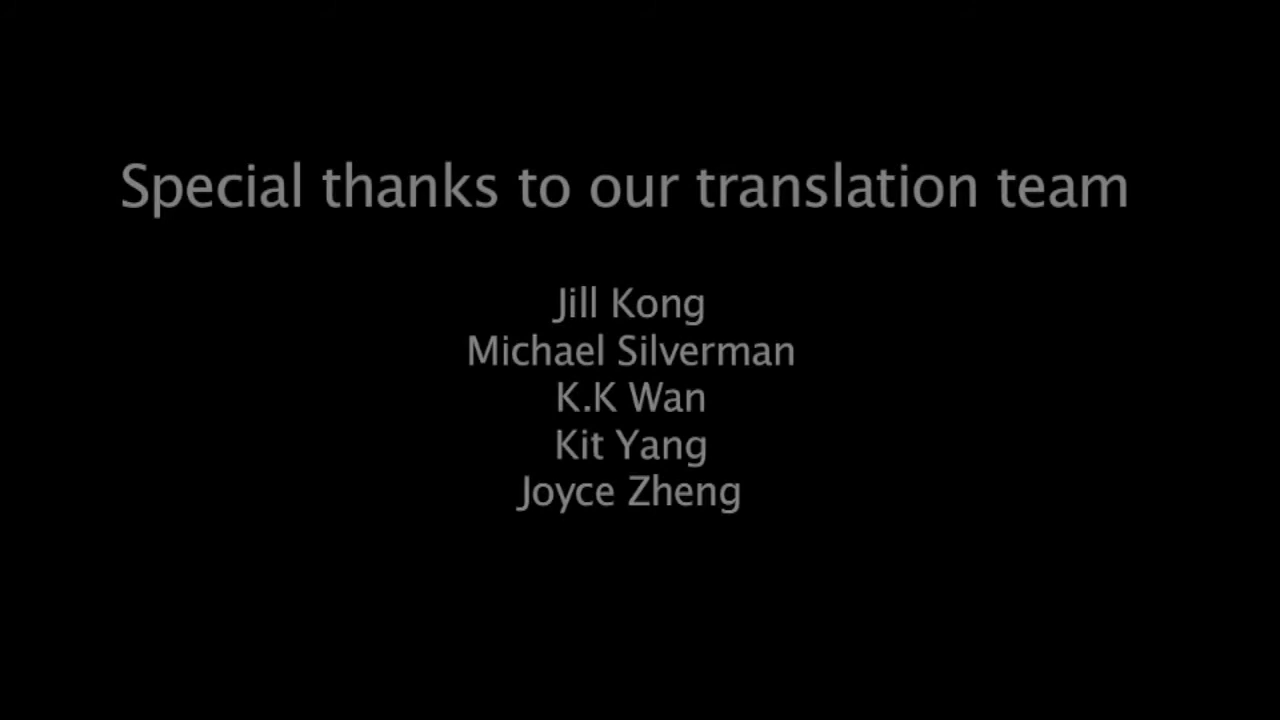 Special thanks to our translation team
Jill Kong
Michael Silverman
K.K Wan
Kit Yang
Joyce Zheng